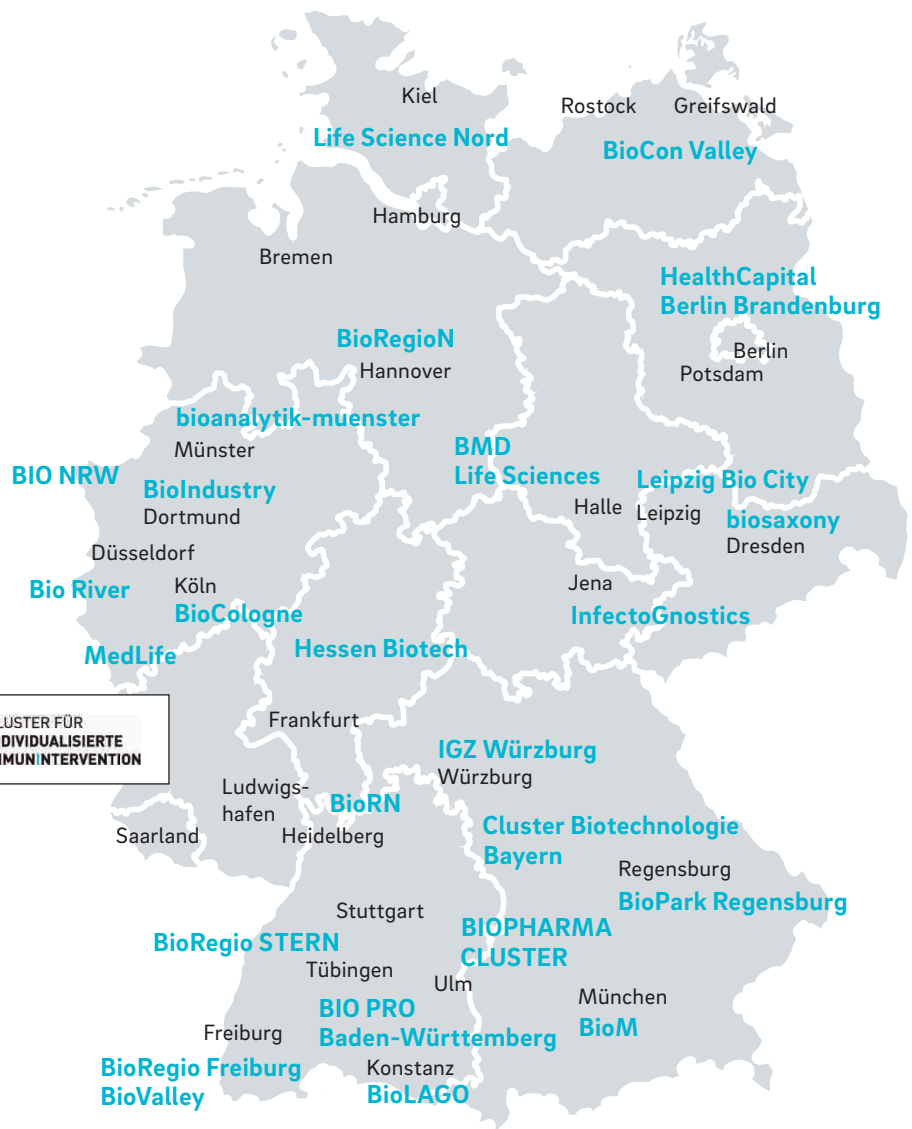 Kiel
Rostock
Greifswald
Life Science Nord
BioCon Valley
Hamburg
Bremen
HealthCapital
Berlin Brandenburg
BioRegioN
Hannover
Berlin
Potsdam
bioanalytik-muenster
Münster
BMD
Life Sciences
BIO NRW
BioIndustry
Dortmund
Leipzig Bio City
Halle
Leipzig
biosaxony
Dresden
Düsseldorf
Bio River
Köln
BioCologne
Jena
InfectoGnostics
MedLife
Hessen Biotech
LUSTER FÜR
DIVIDUALISIERTE
MUNINTERVENTION
Frankfurt
IGZ Würzburg
Würzburg
Ludwigs-
hafen
BioRN
Saarland
Heidelberg
Cluster Biotechnologie
Bayern
Regensburg
BioPark Regensburg
Stuttgart
BioRegio STERN
BIOPHARMA
CLUSTER
Tübingen
Ulm
München
BioM
BIO PRO
Baden-Württemberg
Freiburg
BioRegio Freiburg
BioValley
Konstanz
BioLAGO